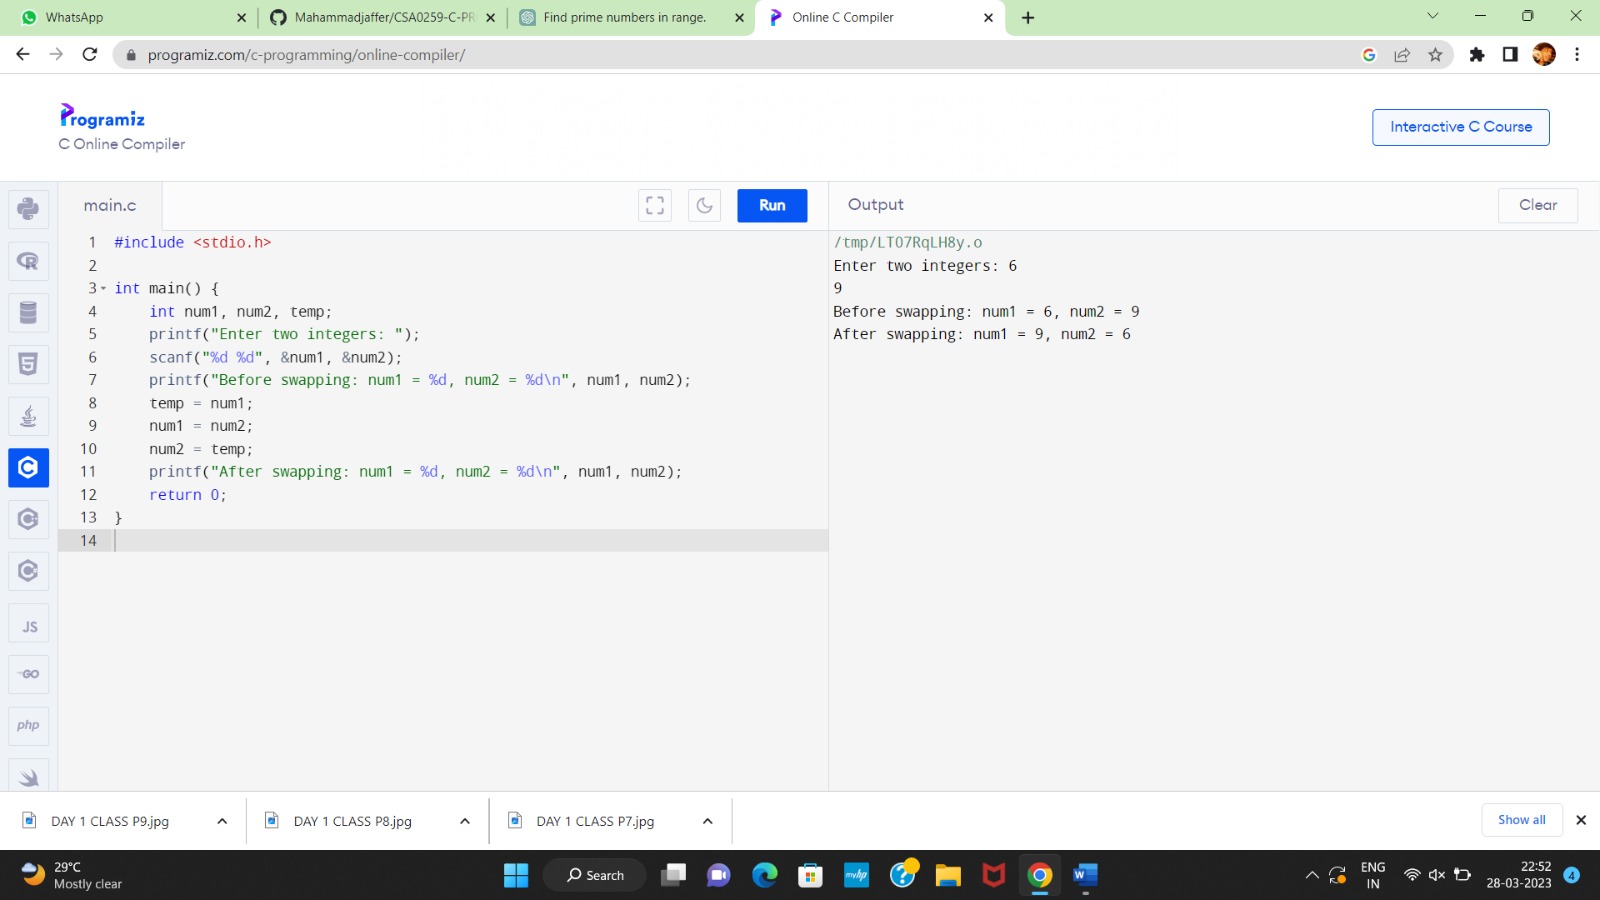 WhatsApp
Mahammadjaffer/CSA0259-C-PR
Find prime numbers in range.
Online C Compiler
programiz.com/c-programming/online-compiler/
Programiz
C Online Compiler
Interactive C Course
main.c
Run
Output
Clear
1 #include <stdio.h>
2
3 int main() {
4     int num1, num2, temp;
5     printf("Enter two integers: ");
6     scanf("%d %d", &num1, &num2);
7     printf("Before swapping: num1 = %d, num2 = %d\n", num1, num2);
8     temp = num1;
9     num1 = num2;
10     num2 = temp;
11     printf("After swapping: num1 = %d, num2 = %d\n", num1, num2);
12     return 0;
13 }
14
/tmp/LTO7RqLH8y.o
Enter two integers: 6
9
Before swapping: num1 = 6, num2 = 9
After swapping: num1 = 9, num2 = 6
JS
GO
php
DAY 1 CLASS P9.jpg
DAY 1 CLASS P8.jpg
DAY 1 CLASS P7.jpg
Show all
29°C
Mostly clear
Search
myhp
ENG
IN
22:52
28-03-2023
4